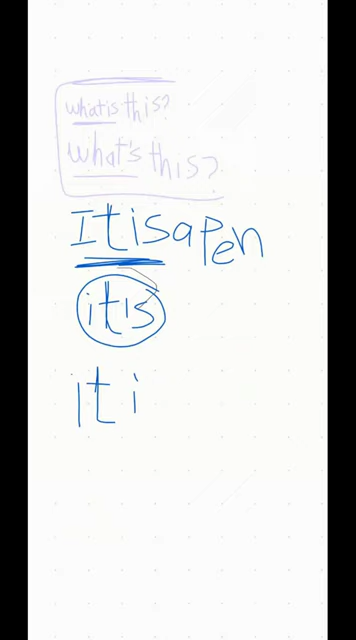 what is this?
what's this?
It is a Pen
it is
it i